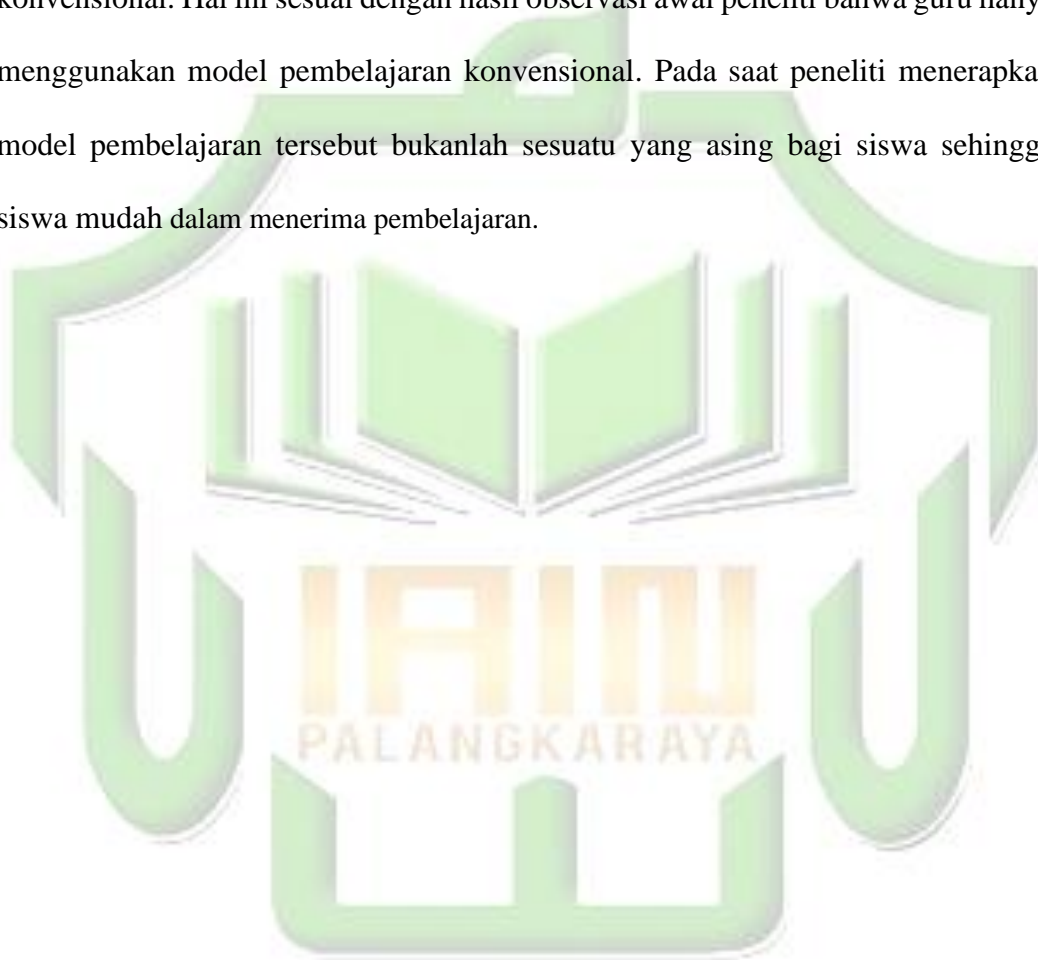 konvensional. Hal ini sesuai dengan hasil observasi awal peneliti bahwa guru hany
menggunakan model pembelajaran konvensional. Pada saat peneliti menerapka
model pembelajaran tersebut bukanlah sesuatu yang asing bagi siswa sehingg
siswa mudah dalam menerima pembelajaran.
IAIN
PALANGKARAYA